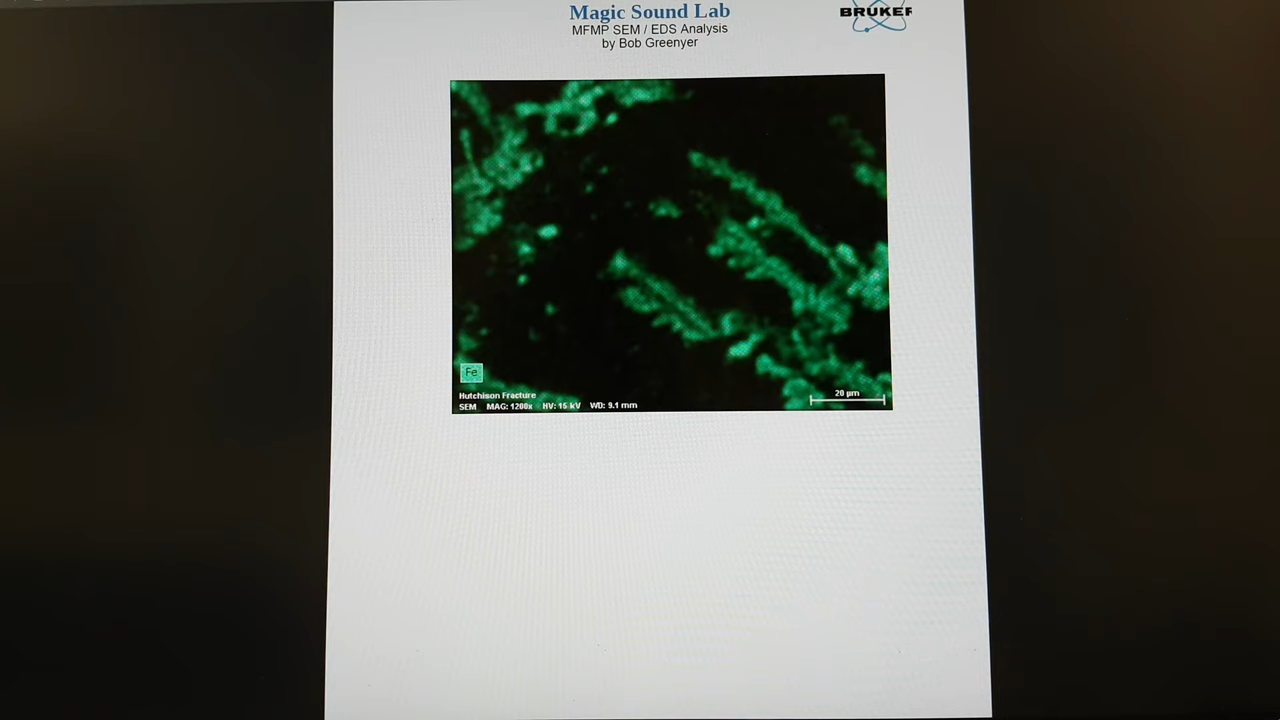 Magic Sound Lab
BRUKER
MFMP SEM / EDS Analysis
by Bob Greenyer
Fe
Hutchison Fracture
20 µm
SEM MAG: 1200x HV: 15 kV WD: 9.1 mm